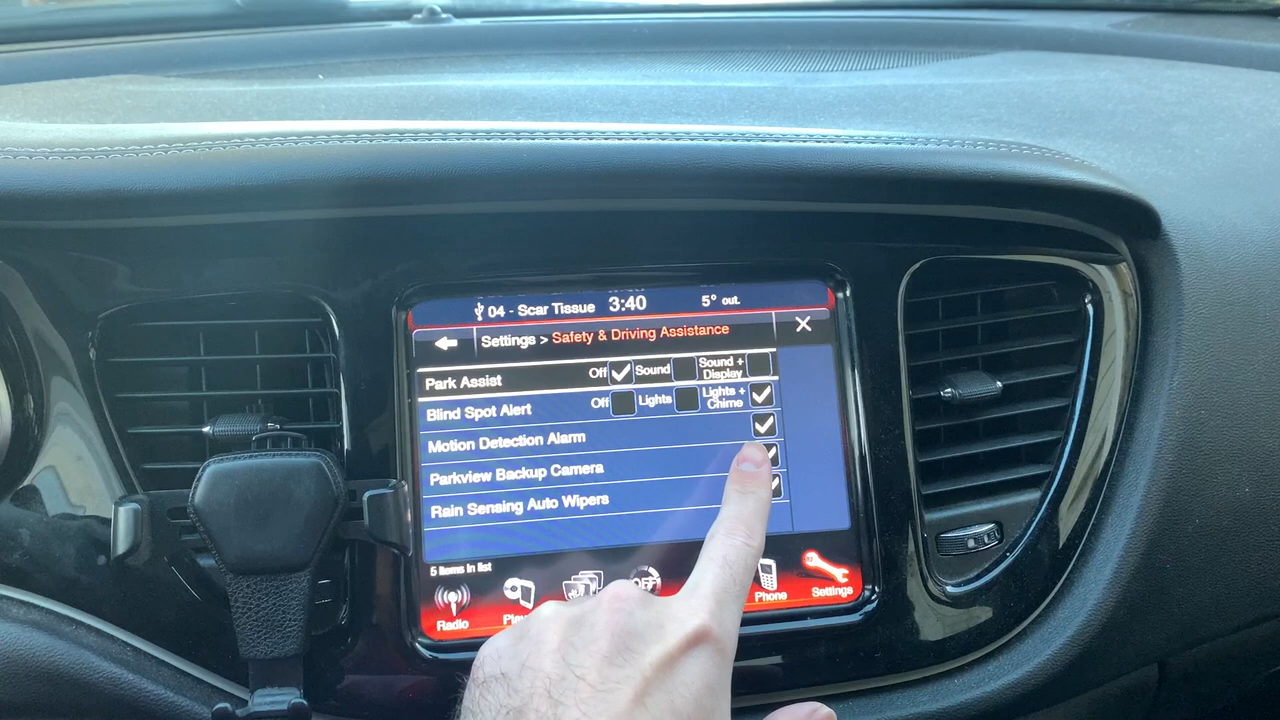 04 - Scar Tissue 3:40 5° out.
Settings > Safety & Driving Assistance
Park Assist Off Sound Sound + Display
Blind Spot Alert Off Lights Lights + Chime
Motion Detection Alarm
Parkview Backup Camera
Rain Sensing Auto Wipers
5 items in list
OFF
Radio Phone Settings